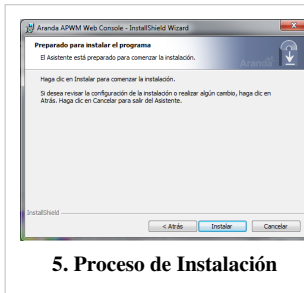 Aranda APWM Web Console - InstallShield Wizard
Preparado para instalar el programa
El Asistente está preparado para comenzar la instalación.
Aranda
Haga clic en Instalar para comenzar la instalación.
Si desea revisar la configuración de la instalación o realizar algún cambio, haga clic en
Atrás. Haga clic en Cancelar para salir del Asistente.
InstallShield
< Atrás Instalar Cancelar
5. Proceso de Instalación